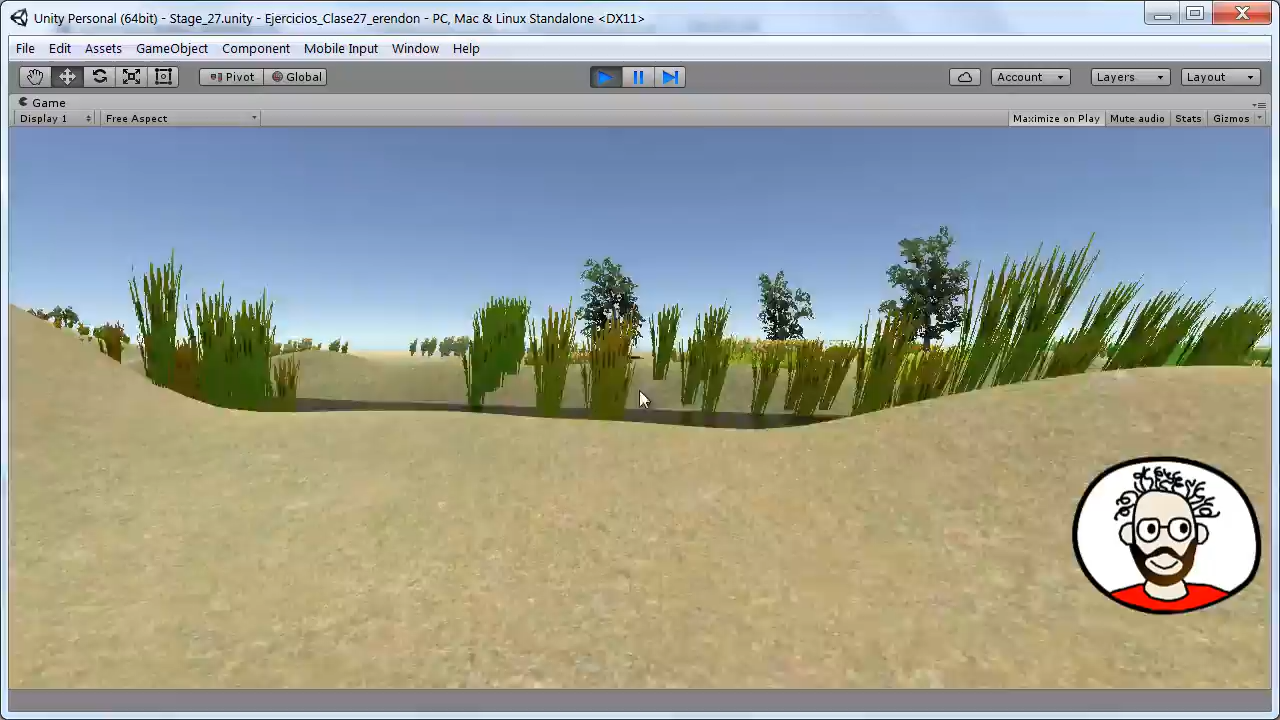 Unity Personal (64bit) - Stage_27.unity - Ejercicios_Clase27_erendon - PC, Mac & Linux Standalone <DX11>
File Edit Assets GameObject Component Mobile Input Window Help
Pivot Global Account Layers Layout
Game
Display 1 Free Aspect Maximize on Play Mute audio Stats Gizmos